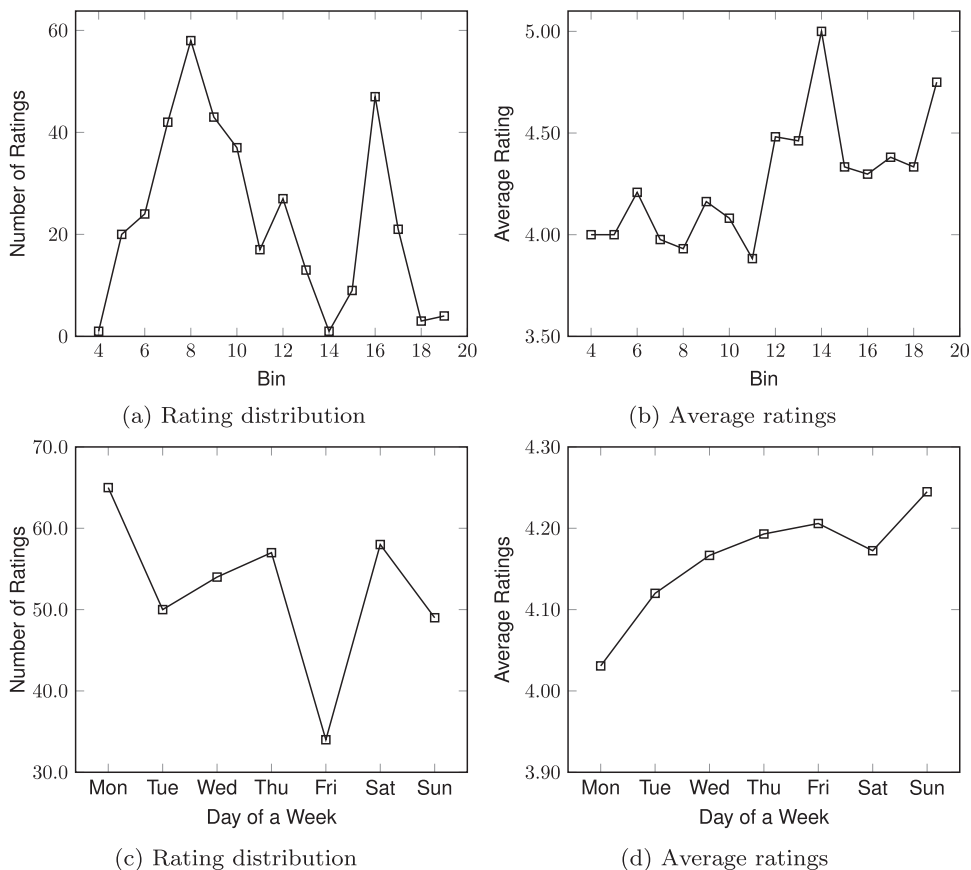 60
40
20
0
Number of Ratings
4 6 8 10 12 14 16 18 20
Bin
(a) Rating distribution
5.00
4.50
4.00
3.50
Average Rating
4 6 8 10 12 14 16 18 20
Bin
(b) Average ratings
70.0
60.0
50.0
40.0
30.0
Number of Ratings
Mon Tue Wed Thu Fri Sat Sun
Day of a Week
(c) Rating distribution
4.30
4.20
4.10
4.00
3.90
Average Ratings
Mon Tue Wed Thu Fri Sat Sun
Day of a Week
(d) Average ratings